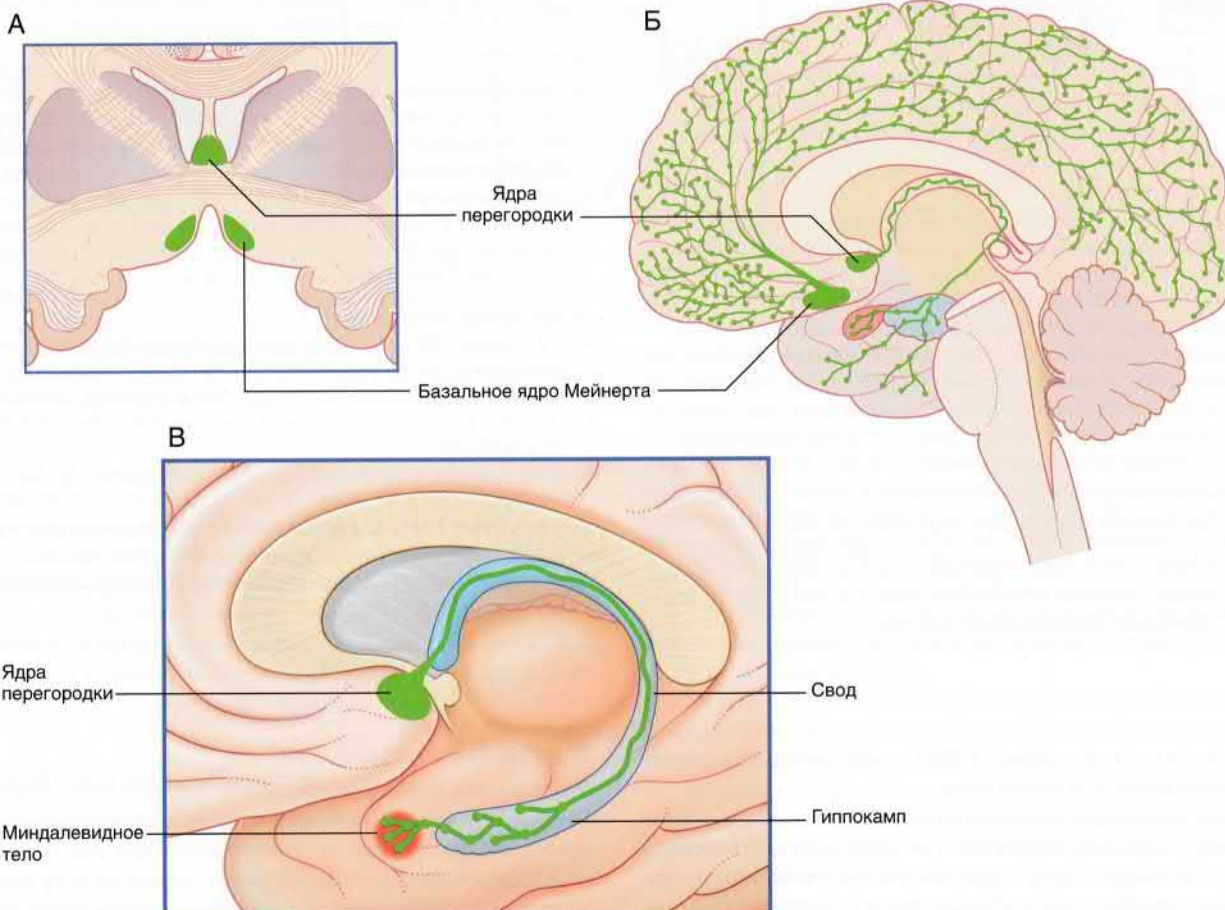 А
Б
Ядра
перегородки
Базальное ядро Мейнерта
В
Ядра
перегородки
Свод
Миндалевидное
тело
Гиппокамп